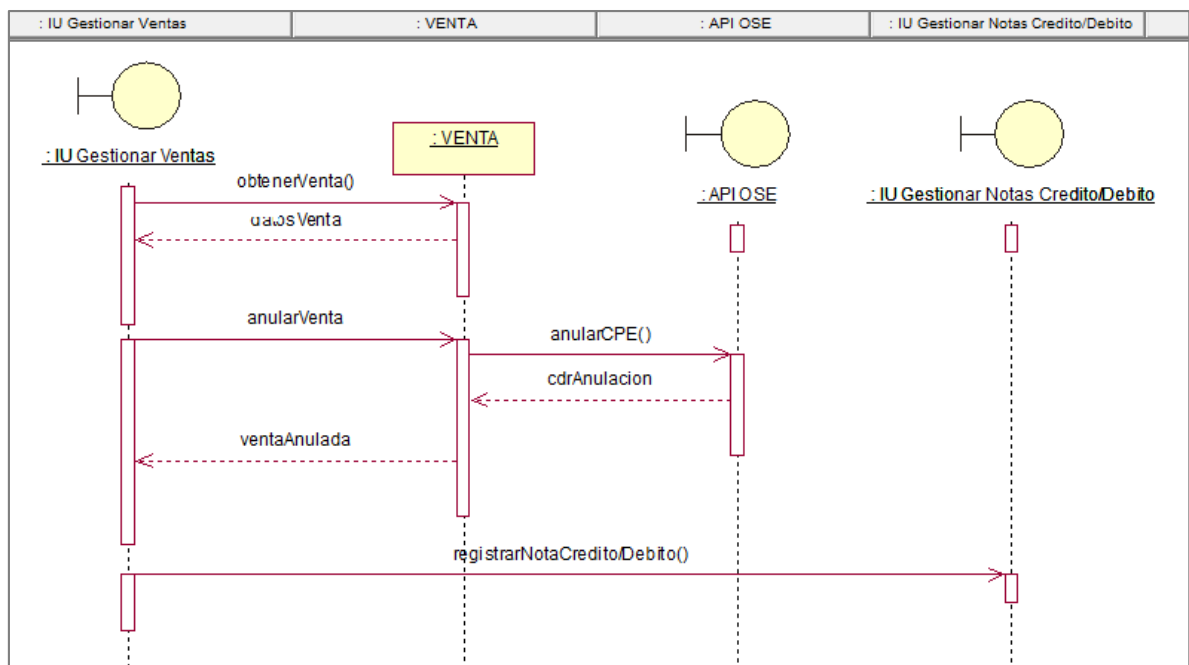 : IU Gestionar Ventas
: VENTA
: API OSE
: IU Gestionar Notas Credito/Debito
: IU Gestionar Ventas
: VENTA
: API OSE
: IU Gestionar Notas Credito/Debito
obtenerVenta()
datosVenta
anularVenta
anularCPE()
cdrAnulacion
ventaAnulada
registrarNotaCredito/Debito()